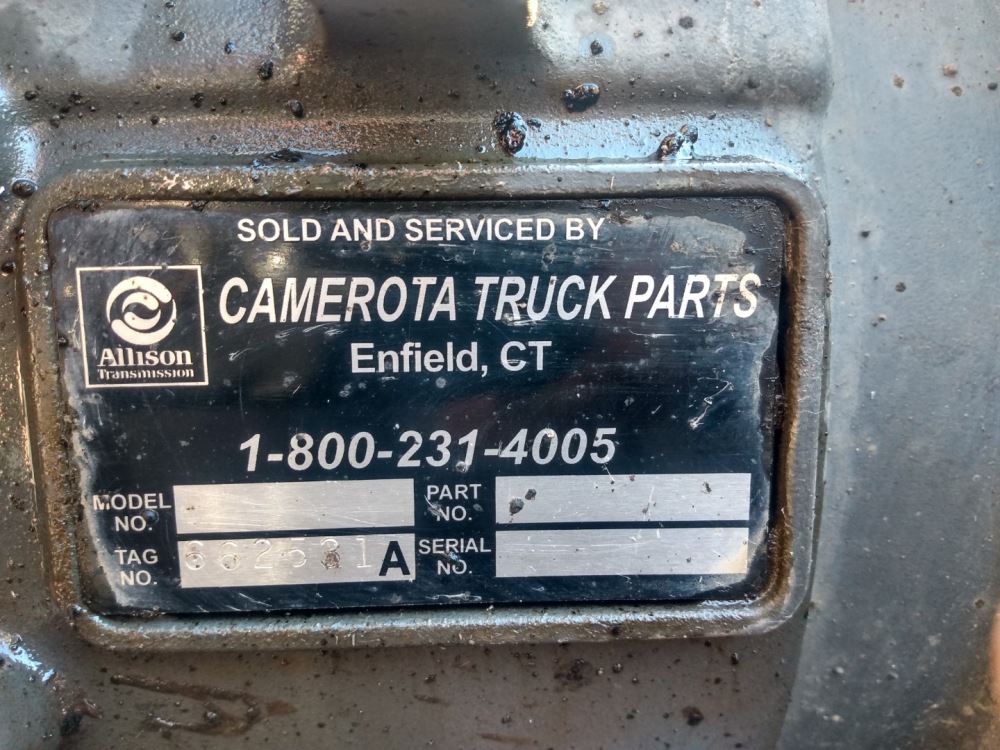 SOLD AND SERVICED BY
CAMEROTA TRUCK PARTS
Allison
Transmission
Enfield, CT
1-800-231-4005
MODEL NO.
PART NO.
TAG NO. A
SERIAL NO.